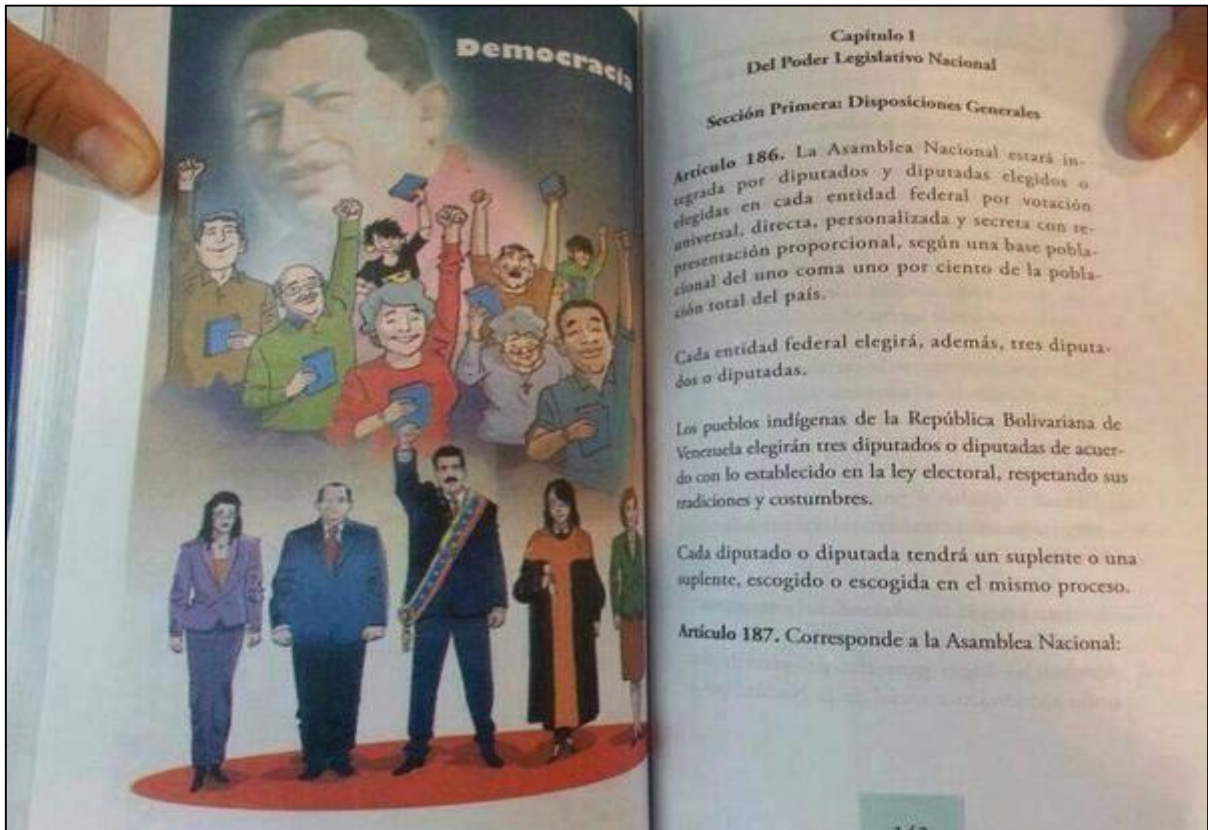 Democracia
Capítulo I
Del Poder Legislativo Nacional
Sección Primera: Disposiciones Generales
Artículo 186. La Asamblea Nacional estará in-
tegrada por diputados y diputadas elegidos o
elegidas en cada entidad federal por votación
universal, directa, personalizada y secreta con re-
presentación proporcional, según una base pobla-
cional del uno coma uno por ciento de la pobla-
ción total del país.
Cada entidad federal elegirá, además, tres diputa-
dos o diputadas.
Los pueblos indígenas de la República Bolivariana de
Venezuela elegirán tres diputados o diputadas de acuer-
do con lo establecido en la ley electoral, respetando sus
tradiciones y costumbres.
Cada diputado o diputada tendrá un suplente o una
suplente, escogido o escogida en el mismo proceso.
Artículo 187. Corresponde a la Asamblea Nacional: